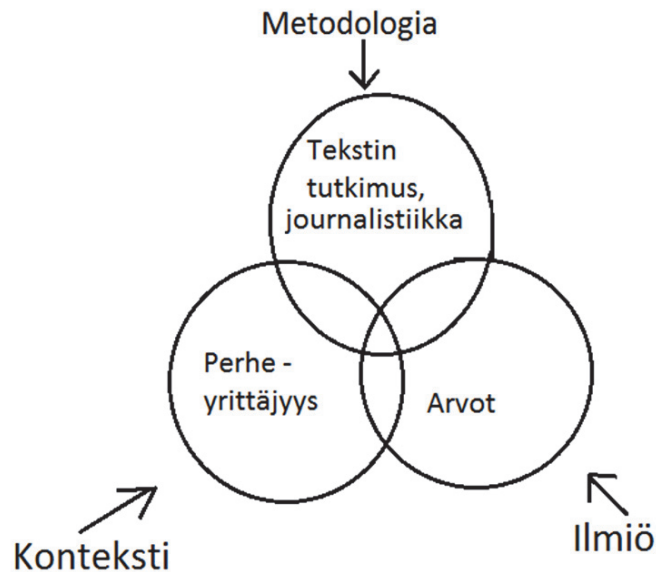 Metodologia
Tekstin
tutkimus,
journalistiikka
Perhe -
yrittäjyys
Arvot
Konteksti
Ilmiö